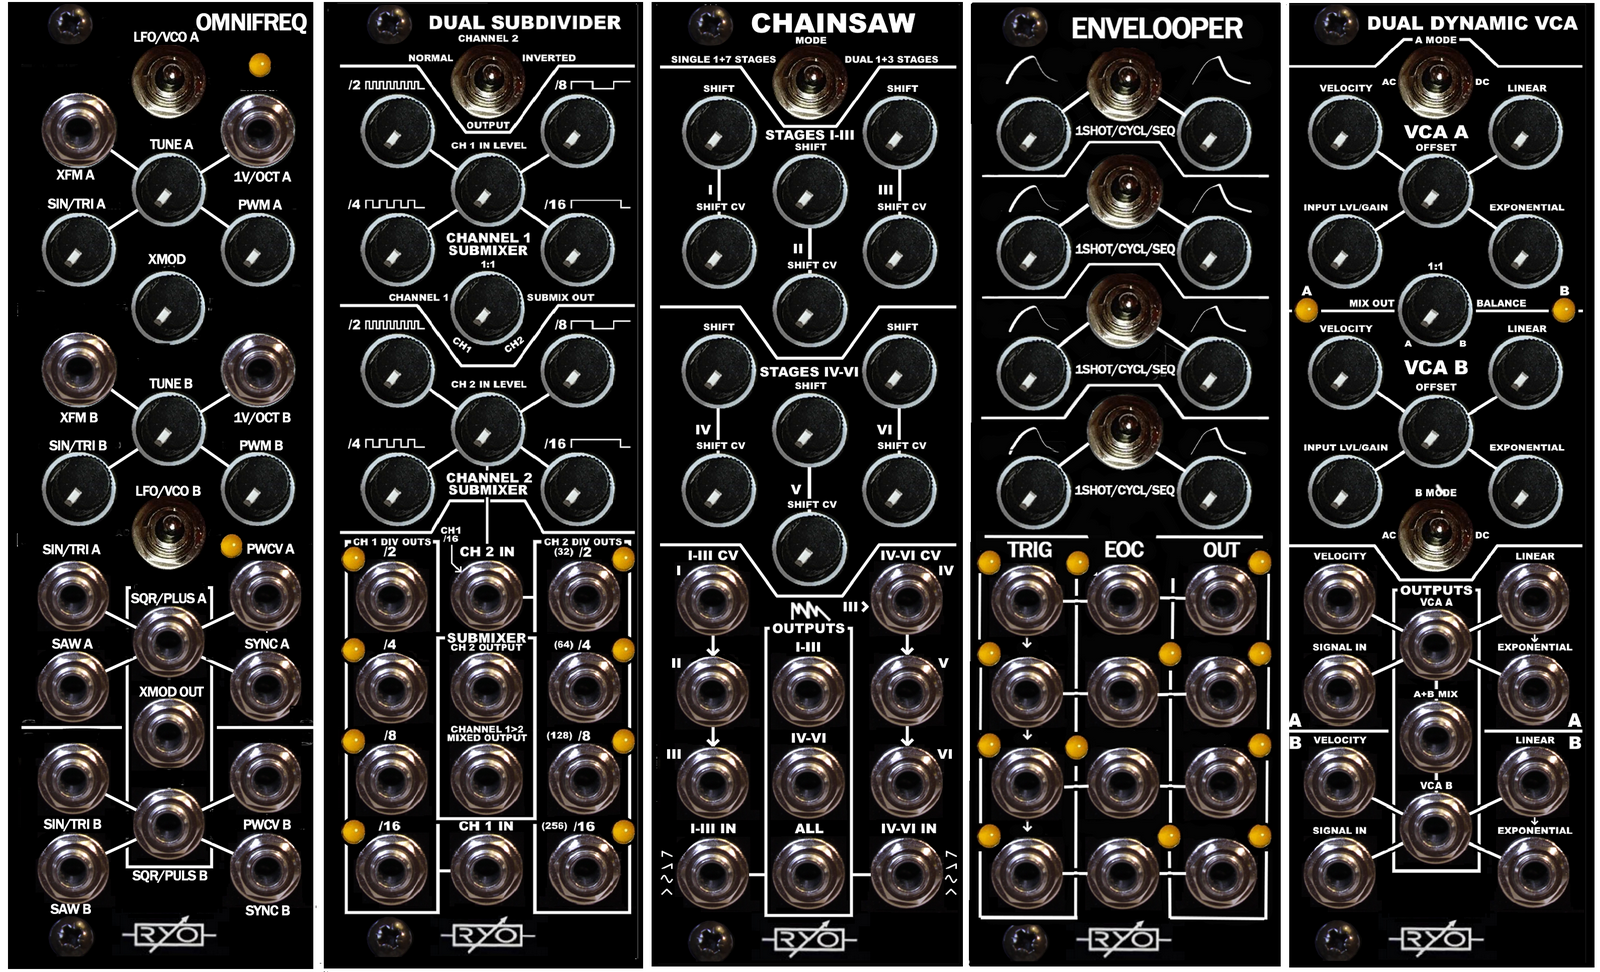 OMNIFREQ
LFO/VCO A
XFM A
TUNE A
1V/OCT A
SIN/TRI A
PWM A
XMOD
XFM B
TUNE B
1V/OCT B
SIN/TRI B
PWM B
LFO/VCO B
SIN/TRI A
PWCV A
SQR/PLUS A
SAW A
SYNC A
XMOD OUT
SIN/TRI B
PWCV B
SQR/PULS B
SAW B
SYNC B
RYO
DUAL SUBDIVIDER
CHANNEL 2
NORMAL
INVERTED
/2
/8
OUTPUT
CH 1 IN LEVEL
/4
/16
CHANNEL 1
SUBMIXER
1:1
CHANNEL 1
SUBMIX OUT
/2
/8
CH1
CH2
CH 2 IN LEVEL
/4
/16
CHANNEL 2
SUBMIXER
CH1
/16
CH 1 DIV OUTS
CH 2 DIV OUTS
/2
CH 2 IN
(32) /2
SUBMIXER
CH 2 OUTPUT
/4
(64) /4
CHANNEL 1>2
MIXED OUTPUT
/8
(128) /8
/16
CH 1 IN
(256) /16
RYO
CHAINSAW
MODE
SINGLE 1+7 STAGES
DUAL 1+3 STAGES
SHIFT
SHIFT
STAGES I-III
SHIFT
I
III
SHIFT CV
SHIFT CV
II
SHIFT CV
SHIFT
SHIFT
STAGES IV-VI
SHIFT
IV
VI
SHIFT CV
SHIFT CV
V
SHIFT CV
I-III CV
IV-VI CV
I
IV
III>
OUTPUTS
I-III
II
V
IV-VI
III
VI
I-III IN
ALL
IV-VI IN
RYO
ENVELOOPER
1SHOT/CYCL/SEQ
1SHOT/CYCL/SEQ
1SHOT/CYCL/SEQ
1SHOT/CYCL/SEQ
TRIG
EOC
OUT
RYO
DUAL DYNAMIC VCA
A MODE
AC
DC
VELOCITY
LINEAR
VCA A
OFFSET
INPUT LVL/GAIN
EXPONENTIAL
1:1
A
B
MIX OUT
BALANCE
A
B
VELOCITY
LINEAR
VCA B
OFFSET
INPUT LVL/GAIN
EXPONENTIAL
B MODE
AC
DC
VELOCITY
LINEAR
OUTPUTS
VCA A
SIGNAL IN
EXPONENTIAL
A+B MIX
A
A
B
B
VELOCITY
LINEAR
VCA B
SIGNAL IN
EXPONENTIAL
RYO